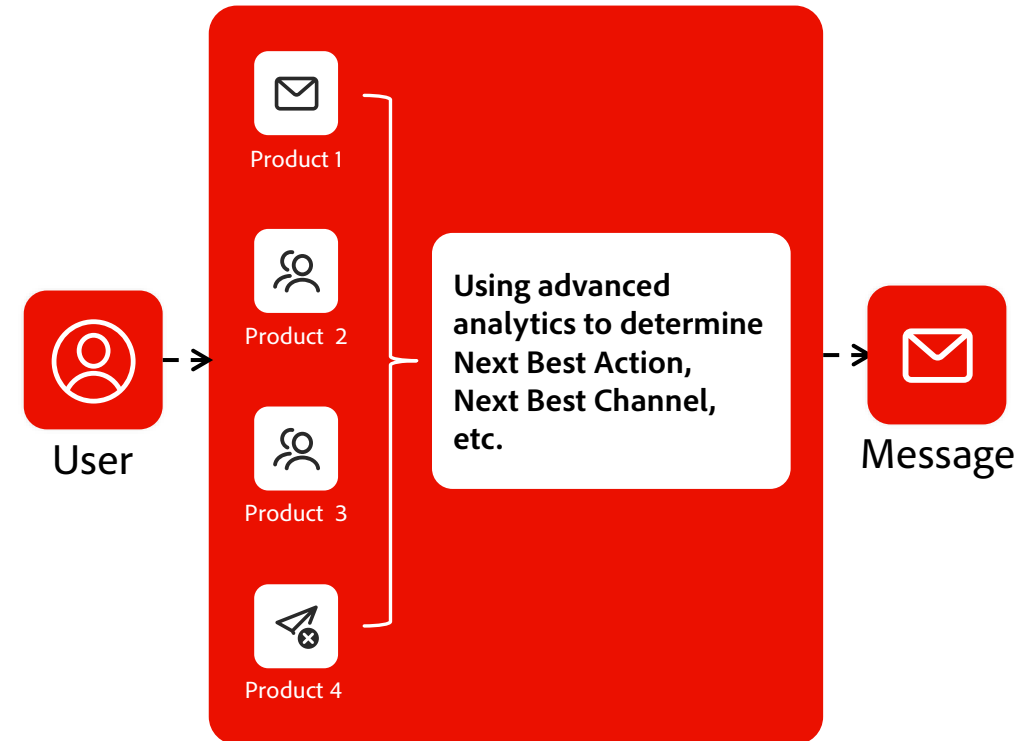 User
Product 1
Product 2
Product 3
Product 4
Using advanced
analytics to determine
Next Best Action,
Next Best Channel,
etc.
Message